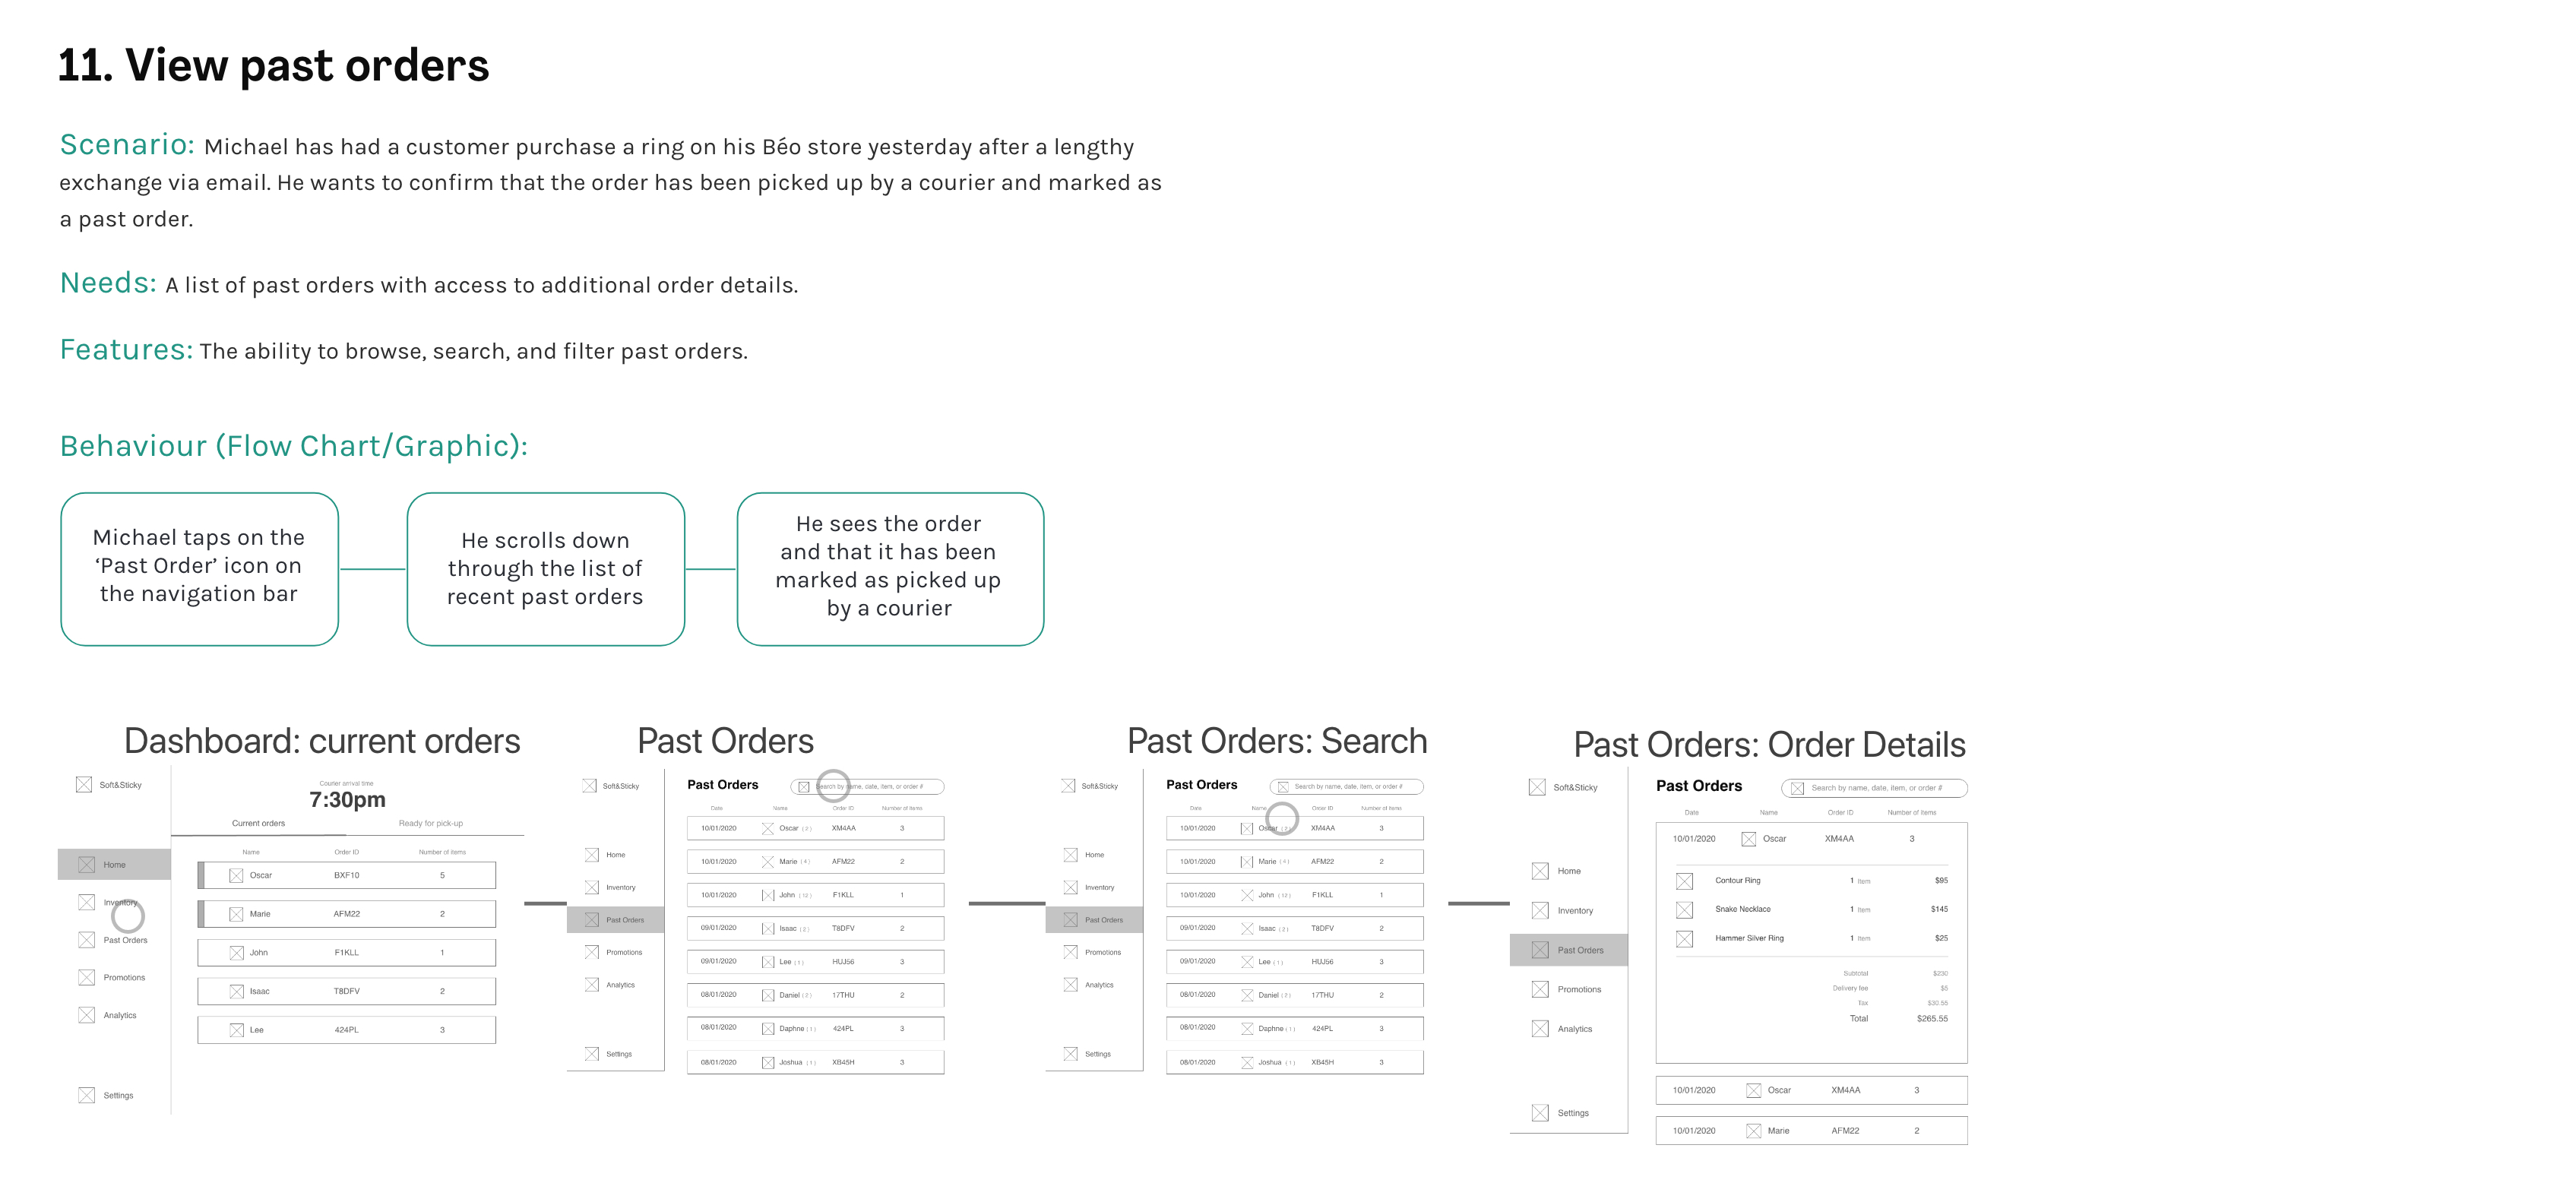 11. View past orders
Scenario: Michael has had a customer purchase a ring on his Béo store yesterday after a lengthy
exchange via email. He wants to confirm that the order has been picked up by a courier and marked as
a past order.
Needs: A list of past orders with access to additional order details.
Features: The ability to browse, search, and filter past orders.
Behaviour (Flow Chart/Graphic):
Michael taps on the
‘Past Order’ icon on
the navigation bar
He scrolls down
through the list of
recent past orders
He sees the order
and that it has been
marked as picked up
by a courier
Dashboard: current orders
Soft&Sticky
Home
Inventory
Past Orders
Promotions
Analytics
Settings
Courier arrival time
7:30pm
Current orders Ready for pick-up
Name Order ID Number of items
Oscar BXF10 5
Marie AFM22 2
John F1KLL 1
Isaac T8DFV 2
Lee 424PL 3
Past Orders
Soft&Sticky
Home
Inventory
Past Orders
Promotions
Analytics
Settings
Past Orders
Search by name, date, item, or order #
Date Name Order ID Number of items
10/01/2020 Oscar (2) XM4AA 3
10/01/2020 Marie (4) AFM22 2
10/01/2020 John (12) F1KLL 1
09/01/2020 Isaac (2) T8DFV 2
09/01/2020 Lee (1) HUJ56 3
08/01/2020 Daniel (2) 17THU 2
08/01/2020 Daphne (1) 424PL 3
08/01/2020 Joshua (1) XB45H 3
Past Orders: Search
Soft&Sticky
Home
Inventory
Past Orders
Promotions
Analytics
Settings
Past Orders
Search by name, date, item, or order #
Date Name Order ID Number of items
10/01/2020 Oscar (2) XM4AA 3
10/01/2020 Marie (4) AFM22 2
10/01/2020 John (12) F1KLL 1
09/01/2020 Isaac (2) T8DFV 2
09/01/2020 Lee (1) HUJ56 3
08/01/2020 Daniel (2) 17THU 2
08/01/2020 Daphne (1) 424PL 3
08/01/2020 Joshua (1) XB45H 3
Past Orders: Order Details
Soft&Sticky
Home
Inventory
Past Orders
Promotions
Analytics
Settings
Past Orders
Search by name, date, item, or order #
Date Name Order ID Number of items
10/01/2020 Oscar XM4AA 3
Contour Ring 1 item $95
Snake Necklace 1 item $145
Hammer Silver Ring 1 item $25
Subtotal $230
Delivery fee $5
Tax $30.55
Total $265.55
10/01/2020 Oscar XM4AA 3
10/01/2020 Marie AFM22 2